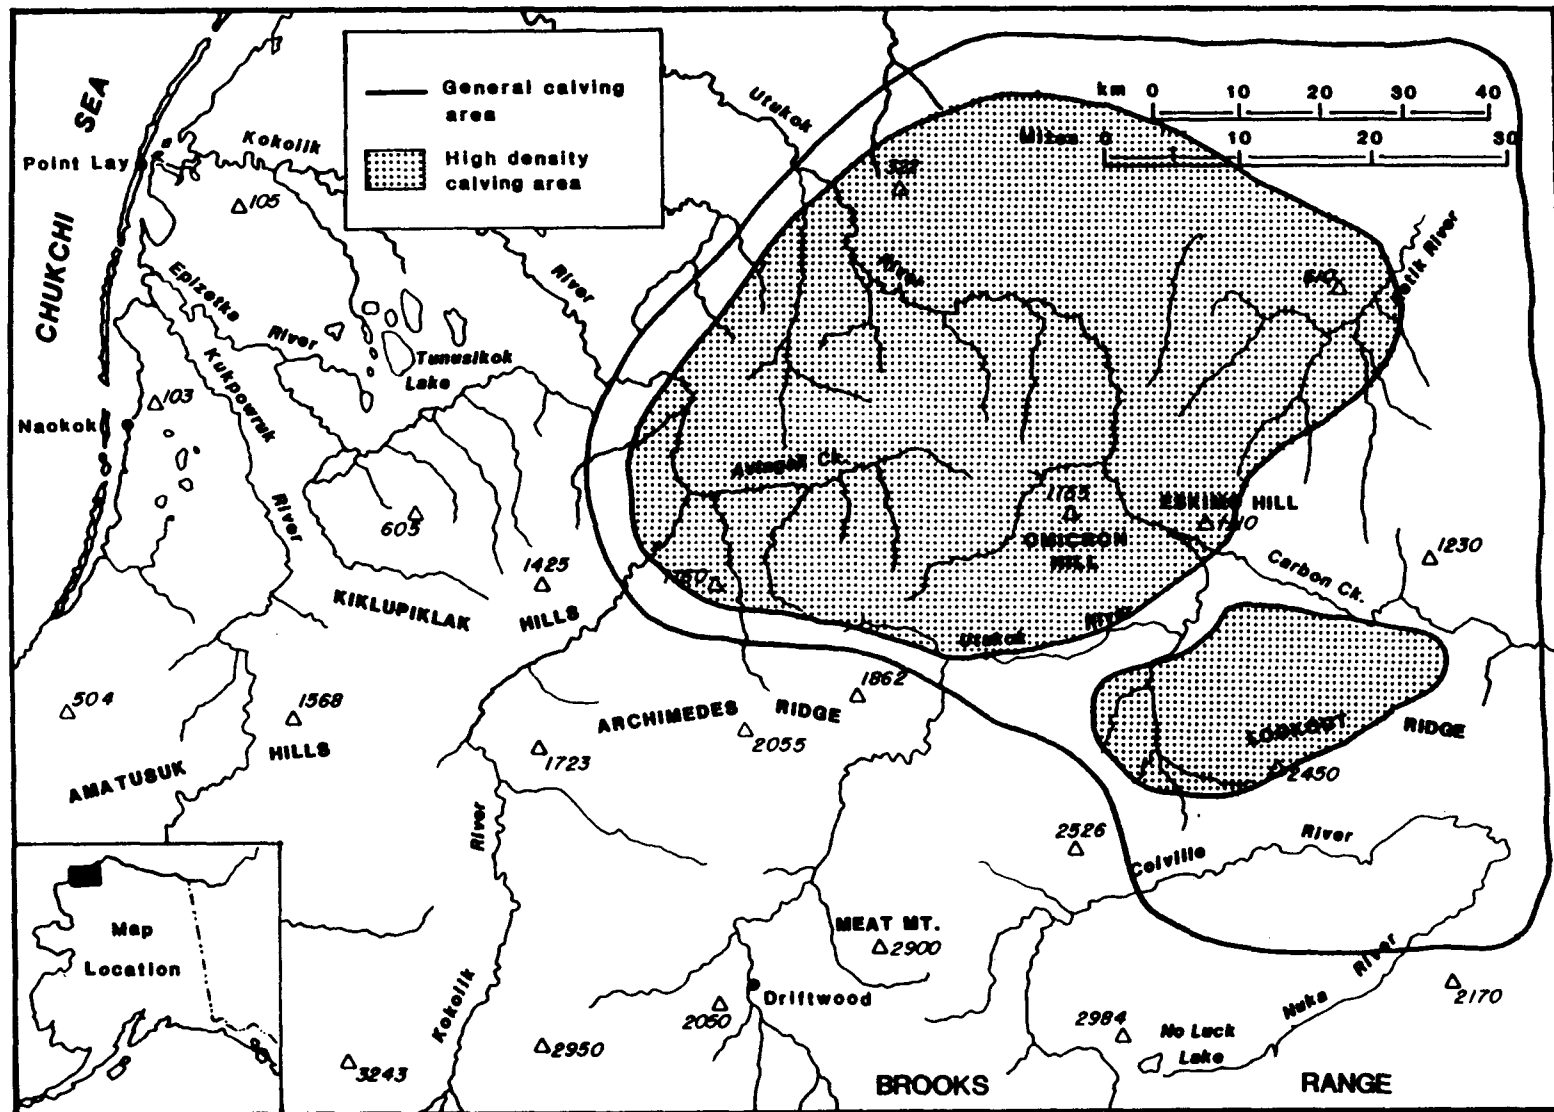 General calving
area
High density
calving area
km 0 10 20 30 40
Miles 0 10 20 30
CHUKCHI SEA
Point Lay
Kokolik
River
105
Utukok
River
Epizetka
River
Kukpowruk
River
Tunusikok
Lake
103
Naokok
605
1425
KIKLUPIKLAK HILLS
Ck.
1155
OMICRON
HILL
ESKIMO HILL
Carbon Ck.
1230
Utukok River
504
1568
AMATUSUK HILLS
1723
ARCHIMEDES RIDGE
2055
1862
LOOKOUT RIDGE
2450
2526
Colville River
River
Kokolik
MEAT MT.
2900
Driftwood
2050
2950
3243
2984
No Luck
Lake
Nuka River
2170
BROOKS RANGE
Map
Location